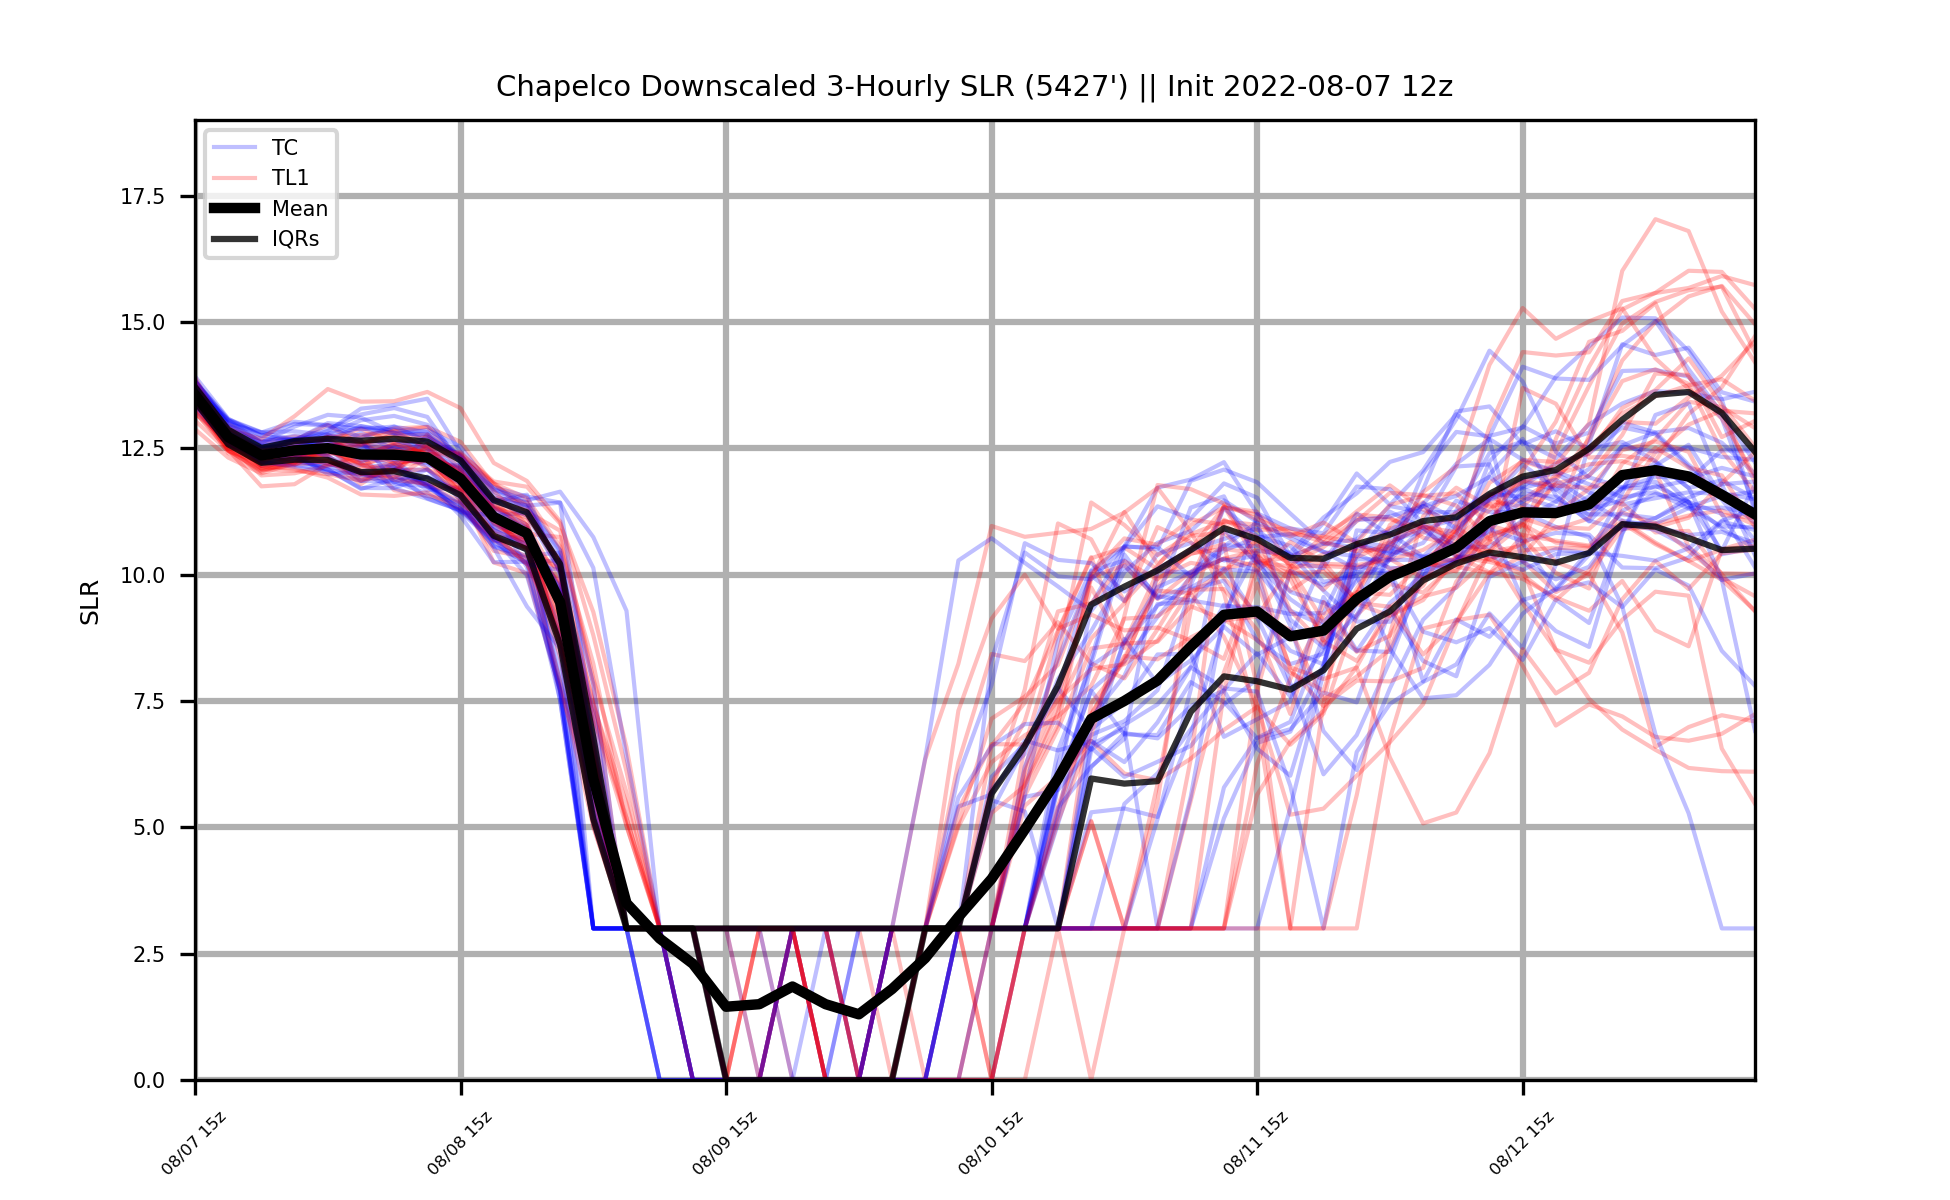 Chapelco Downscaled 3-Hourly SLR (5427') || Init 2022-08-07 12z
TC
TL1
Mean
IQRs
SLR
17.5
15.0
12.5
10.0
7.5
5.0
2.5
0.0
08/07 15z
08/08 15z
08/09 15z
08/10 15z
08/11 15z
08/12 15z